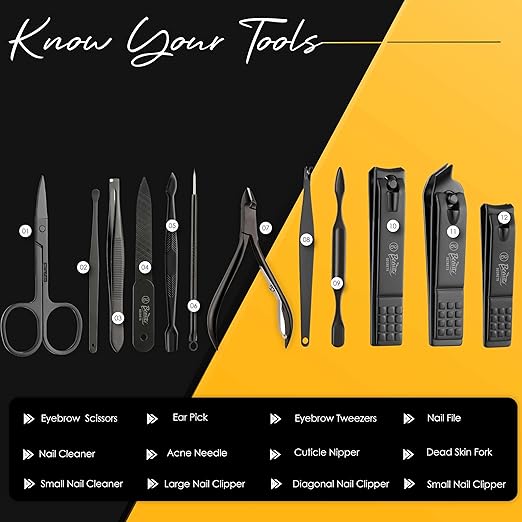 Know Your Tools
01
02
03
04
05
06
07
08
09
10
11
12
Eyebrow Scissors
Ear Pick
Eyebrow Tweezers
Nail File
Nail Cleaner
Acne Needle
Cuticle Nipper
Dead Skin Fork
Small Nail Cleaner
Large Nail Clipper
Diagonal Nail Clipper
Small Nail Clipper